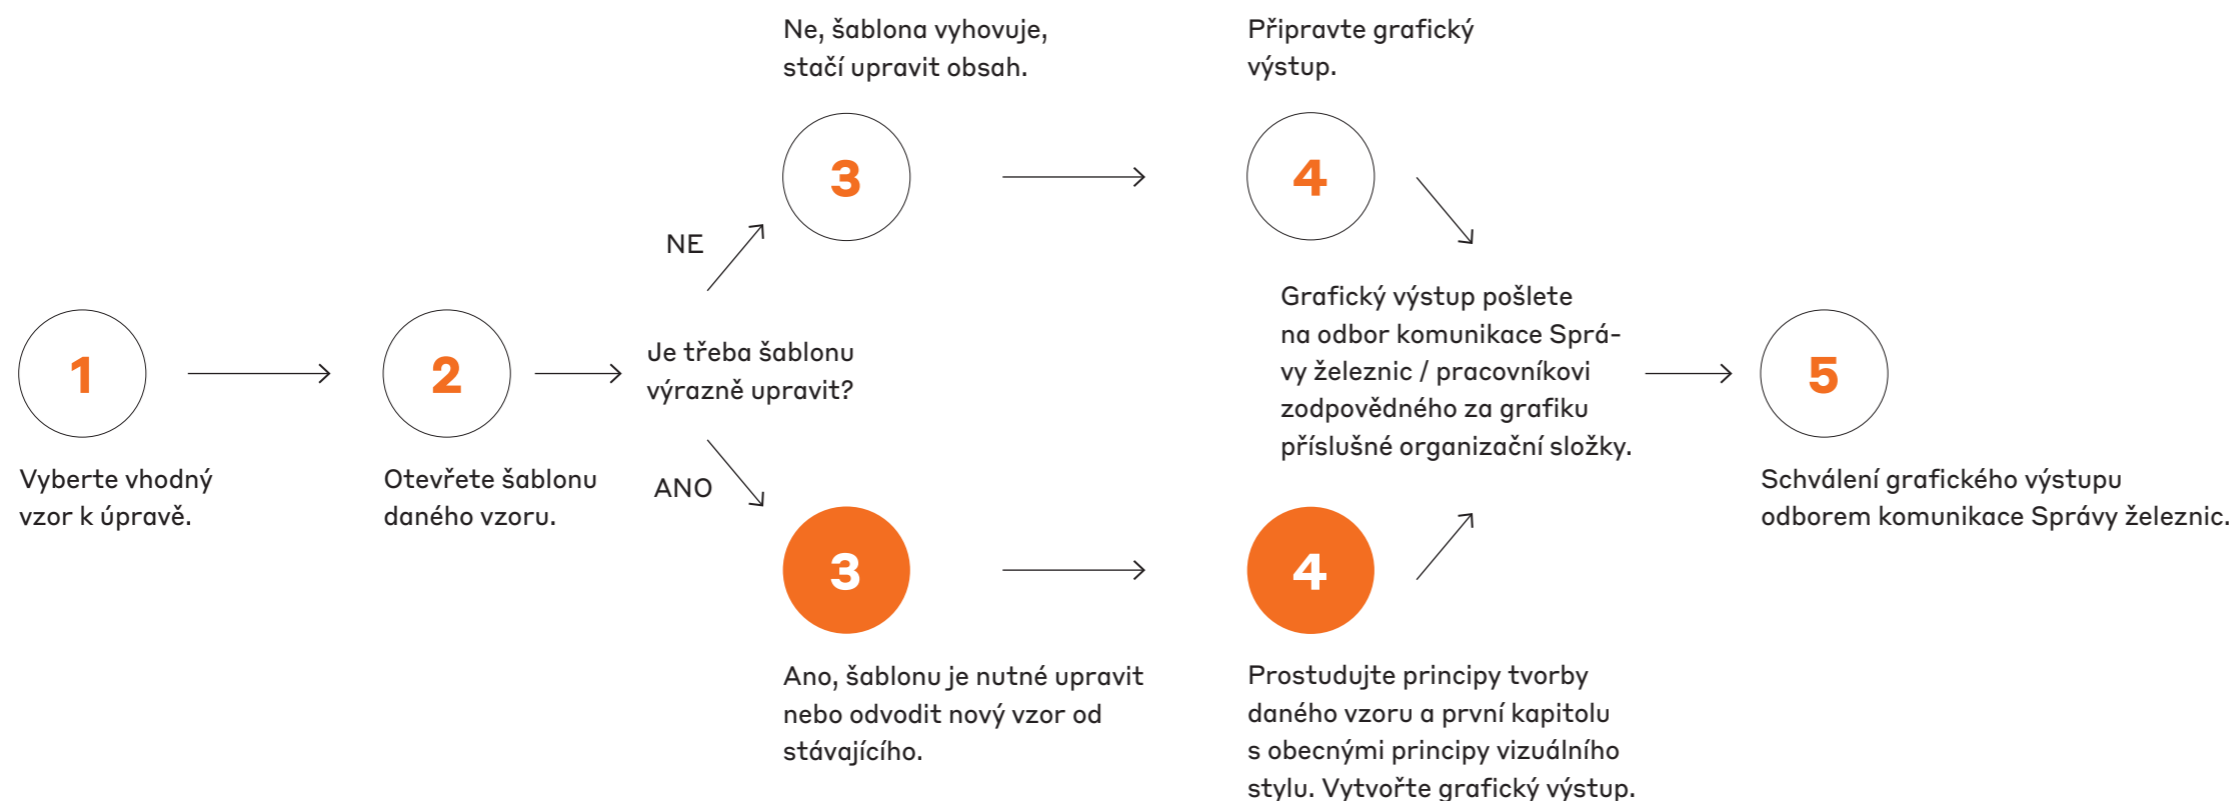 1
Vyberte vhodný
vzor k úpravě.
2
Otevřete šablonu
daného vzoru.
Je třeba šablonu
výrazně upravit?
NE
Ne, šablona vyhovuje,
stačí upravit obsah.
3
Připravte grafický
výstup.
4
ANO
3
Ano, šablonu je nutné upravit
nebo odvodit nový vzor od
stávajícího.
4
Prostudujte principy tvorby
daného vzoru a první kapitolu
s obecnými principy vizuálního
stylu. Vytvořte grafický výstup.
Grafický výstup pošlete
na odbor komunikace Sprá-
vy železnic / pracovníkovi
zodpovědného za grafiku
příslušné organizační složky.
5
Schválení grafického výstupu
odborem komunikace Správy železnic.